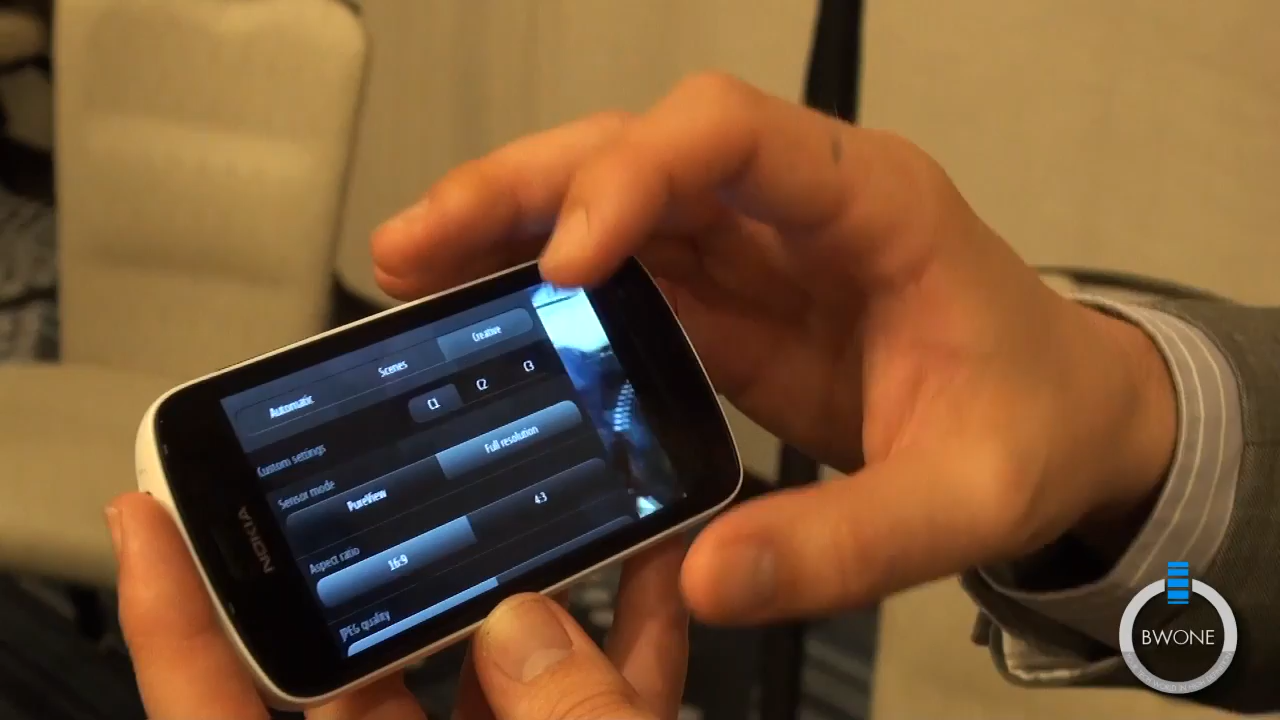 Automatic Scenes Creative
Custom settings C1 C2 C3
Sensor mode
PureView Full resolution
Aspect ratio
16:9 4:3
JPEG quality
NOKIA
BWONE